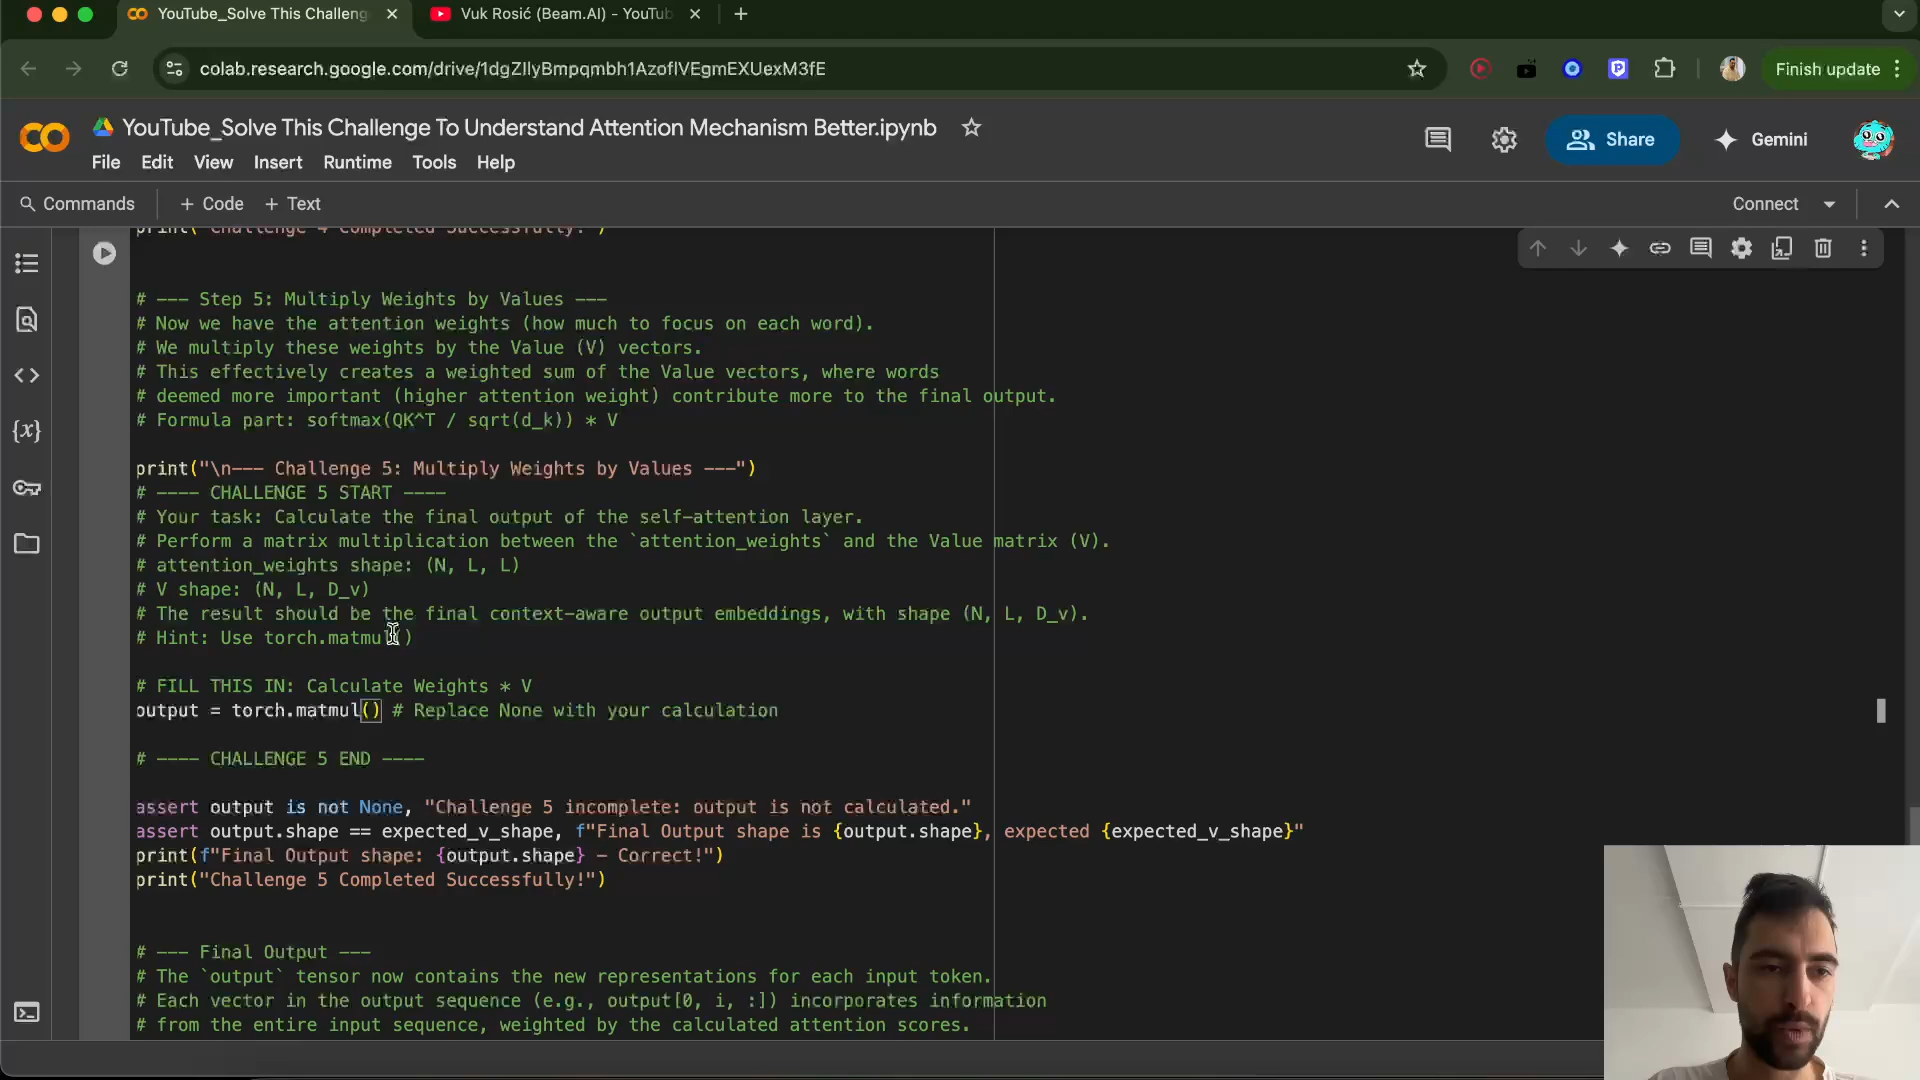 YouTube_Solve This Challeng
Vuk Rosić (Beam.AI) - YouTub
colab.research.google.com/drive/1dgZIlyBmpqmbh1AzoflVEgmEXUexM3fE
Finish update
YouTube_Solve This Challenge To Understand Attention Mechanism Better.ipynb
Share
Gemini
File Edit View Insert Runtime Tools Help
Commands + Code + Text
Connect
print("Challenge 4 Completed Successfully!")
# --- Step 5: Multiply Weights by Values ---
# Now we have the attention weights (how much to focus on each word).
# We multiply these weights by the Value (V) vectors.
# This effectively creates a weighted sum of the Value vectors, where words
# deemed more important (higher attention weight) contribute more to the final output.
# Formula part: softmax(QK^T / sqrt(d_k)) * V
print("\n--- Challenge 5: Multiply Weights by Values ---")
# ---- CHALLENGE 5 START ----
# Your task: Calculate the final output of the self-attention layer.
# Perform a matrix multiplication between the `attention_weights` and the Value matrix (V).
# attention_weights shape: (N, L, L)
# V shape: (N, L, D_v)
# The result should be the final context-aware output embeddings, with shape (N, L, D_v).
# Hint: Use torch.matmul()
# FILL THIS IN: Calculate Weights * V
output = torch.matmul() # Replace None with your calculation
# ---- CHALLENGE 5 END ----
assert output is not None, "Challenge 5 incomplete: output is not calculated."
assert output.shape == expected_v_shape, f"Final Output shape is {output.shape}, expected {expected_v_shape}"
print(f"Final Output shape: {output.shape} - Correct!")
print("Challenge 5 Completed Successfully!")
# --- Final Output ---
# The `output` tensor now contains the new representations for each input token.
# Each vector in the output sequence (e.g., output[0, i, :]) incorporates information
# from the entire input sequence, weighted by the calculated attention scores.